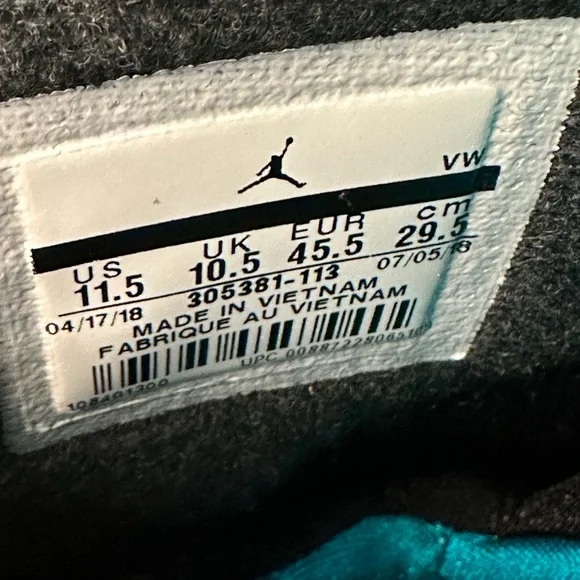 VW
US UK EUR cm
11.5 10.5 45.5 29.5
305381-113
04/17/18 07/05/18
MADE IN VIETNAM
FABRIQUE AU VIETNAM
UPC